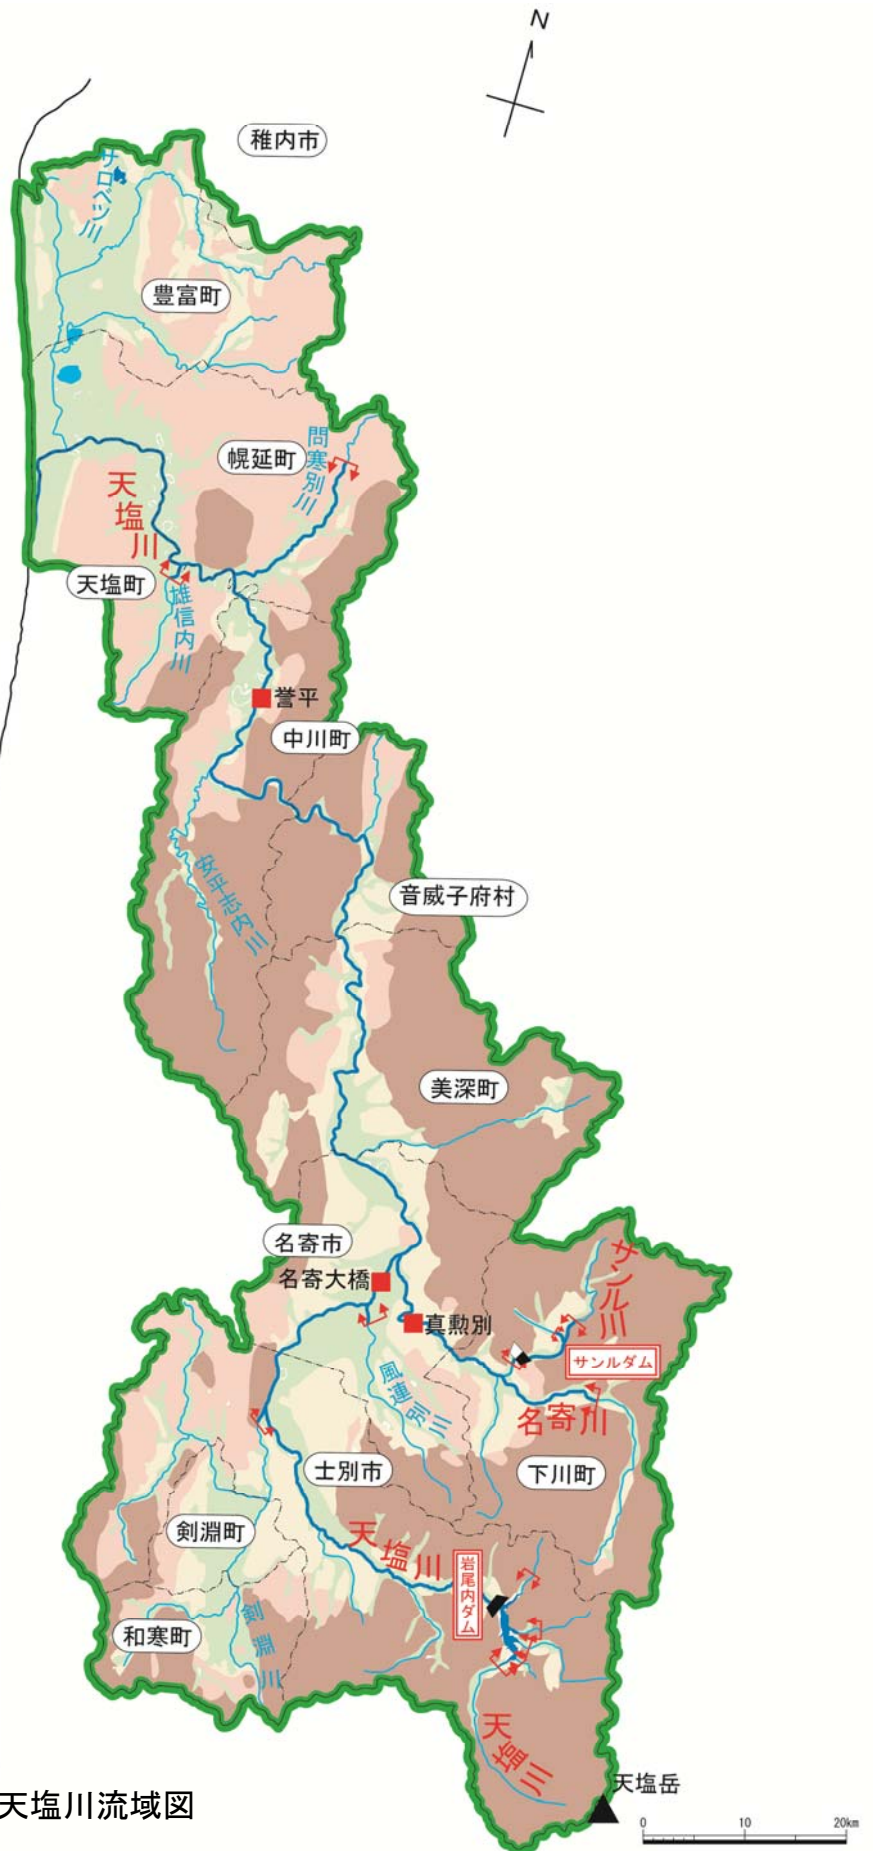 N
稚内市
サロベツ川
豊富町
問寒別川
幌延町
天塩川
天塩町
雄信内川
誉平
中川町
安平志内川
音威子府村
美深町
名寄市
名寄大橋
サンル川
真勲別
サンルダム
風連別川
名寄川
士別市
下川町
剣淵町
天塩川
岩尾内ダム
和寒町
剣淵川
天塩川
天塩岳
天塩川流域図
0 10 20km